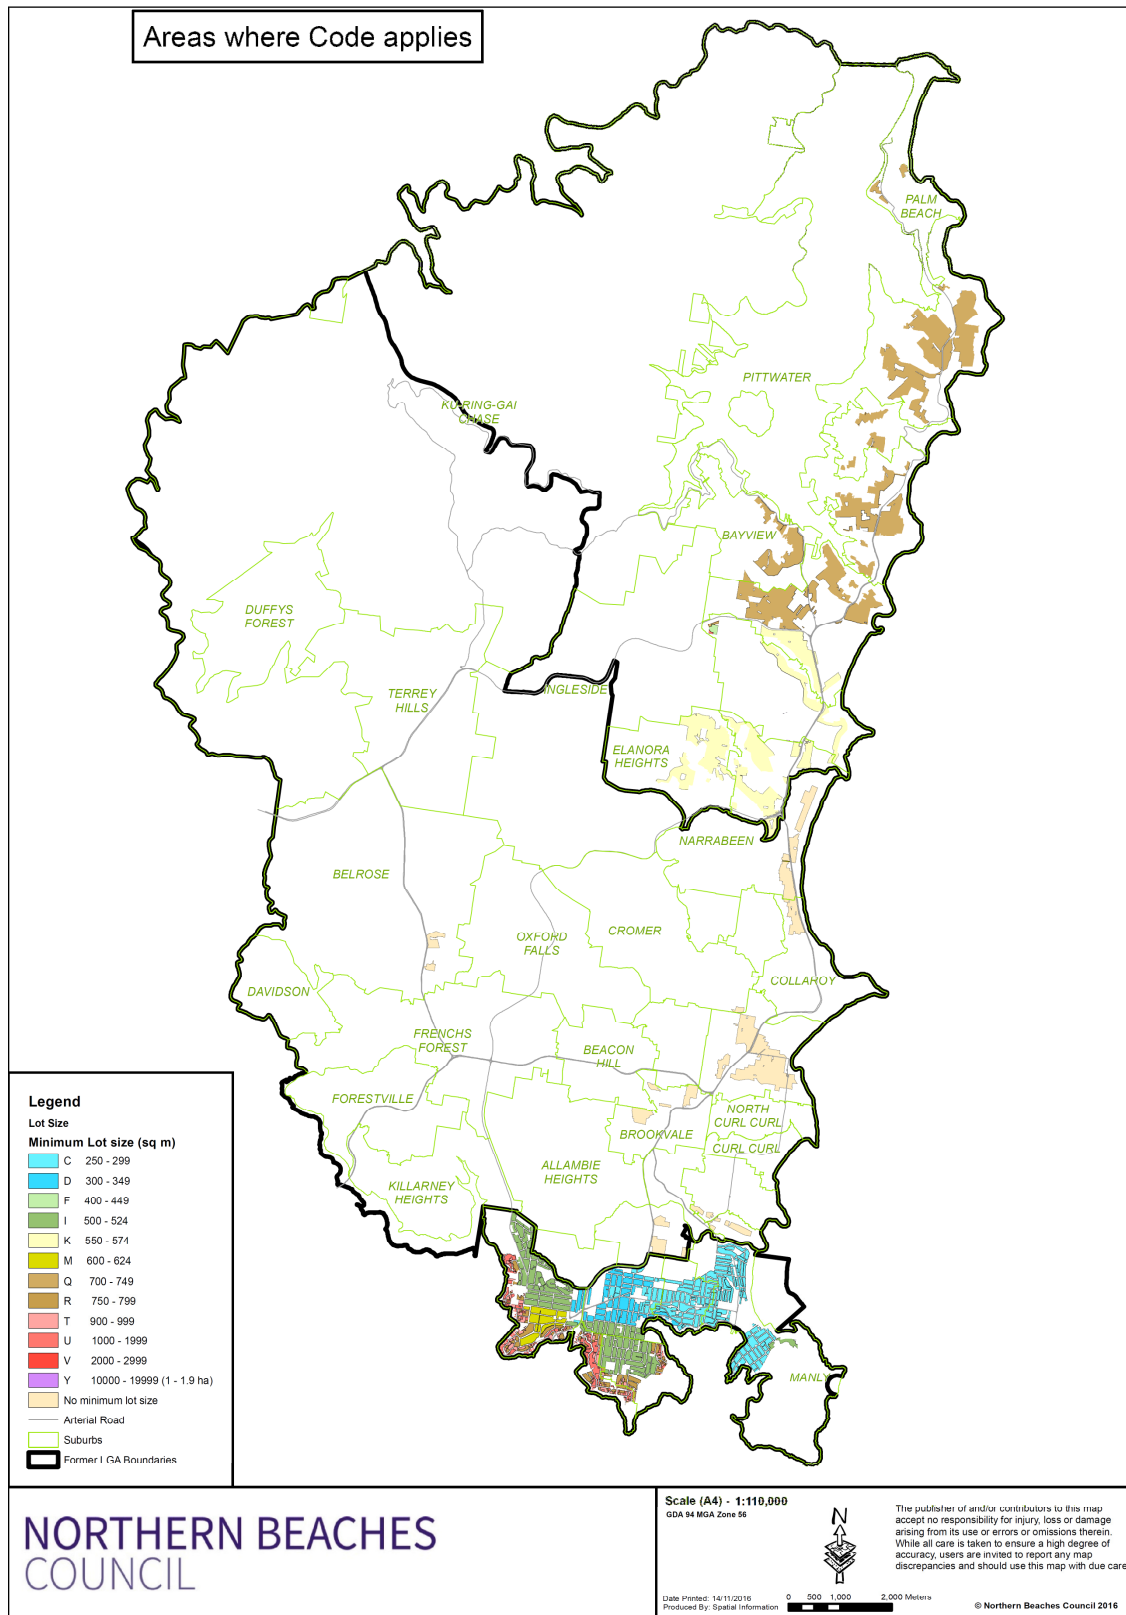 Areas where Code applies
PALM
BEACH
PITTWATER
KU-RING-GAI
CHASE
BAYVIEW
DUFFYS
FOREST
TERREY
HILLS
INGLESIDE
ELANORA
HEIGHTS
NARRABEEN
BELROSE
OXFORD
FALLS
CROMER
COLLAROY
DAVIDSON
FRENCHS
FOREST
BEACON
HILL
FORESTVILLE
NORTH
CURL CURL
BROOKVALE
CURL CURL
ALLAMBIE
HEIGHTS
KILLARNEY
HEIGHTS
MANLY
Legend
Lot Size
Minimum Lot size (sq m)
C 250 - 299
D 300 - 349
F 400 - 449
I 500 - 524
K 550 - 574
M 600 - 624
Q 700 - 749
R 750 - 799
T 900 - 999
U 1000 - 1999
V 2000 - 2999
Y 10000 - 19999 (1 - 1.9 ha)
No minimum lot size
Arterial Road
Suburbs
Former LGA Boundaries
NORTHERN BEACHES
COUNCIL
Scale (A4) - 1:110,000
GDA 94 MGA Zone 56
N
The publisher of and/or contributors to this map
accept no responsibility for injury, loss or damage
arising from its use or errors or omissions therein.
While all care is taken to ensure a high degree of
accuracy, users are invited to report any map
discrepancies and should use this map with due care
Date Printed: 14/11/2016
Produced By: Spatial Information
0 500 1,000 2,000 Meters
© Northern Beaches Council 2016